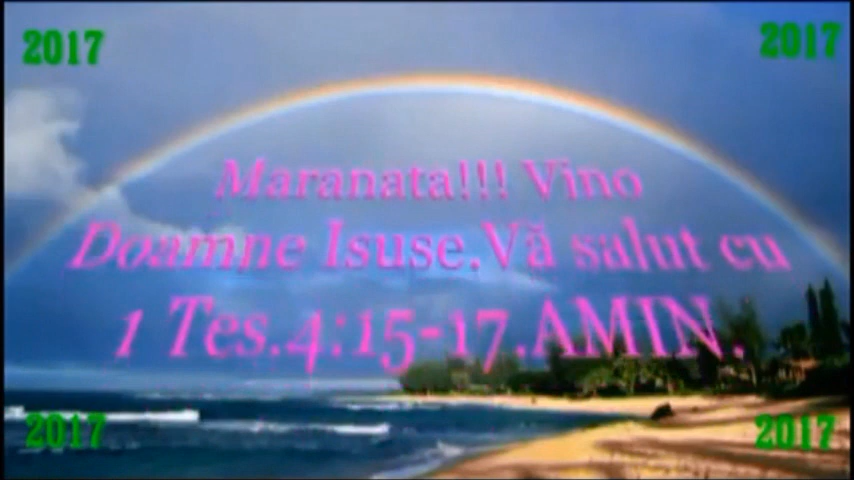 2017 2017
Maranata!!! Vino
Doamne Isuse.Vă salut cu
1 Tes.4:15-17.AMIN.
2017 2017